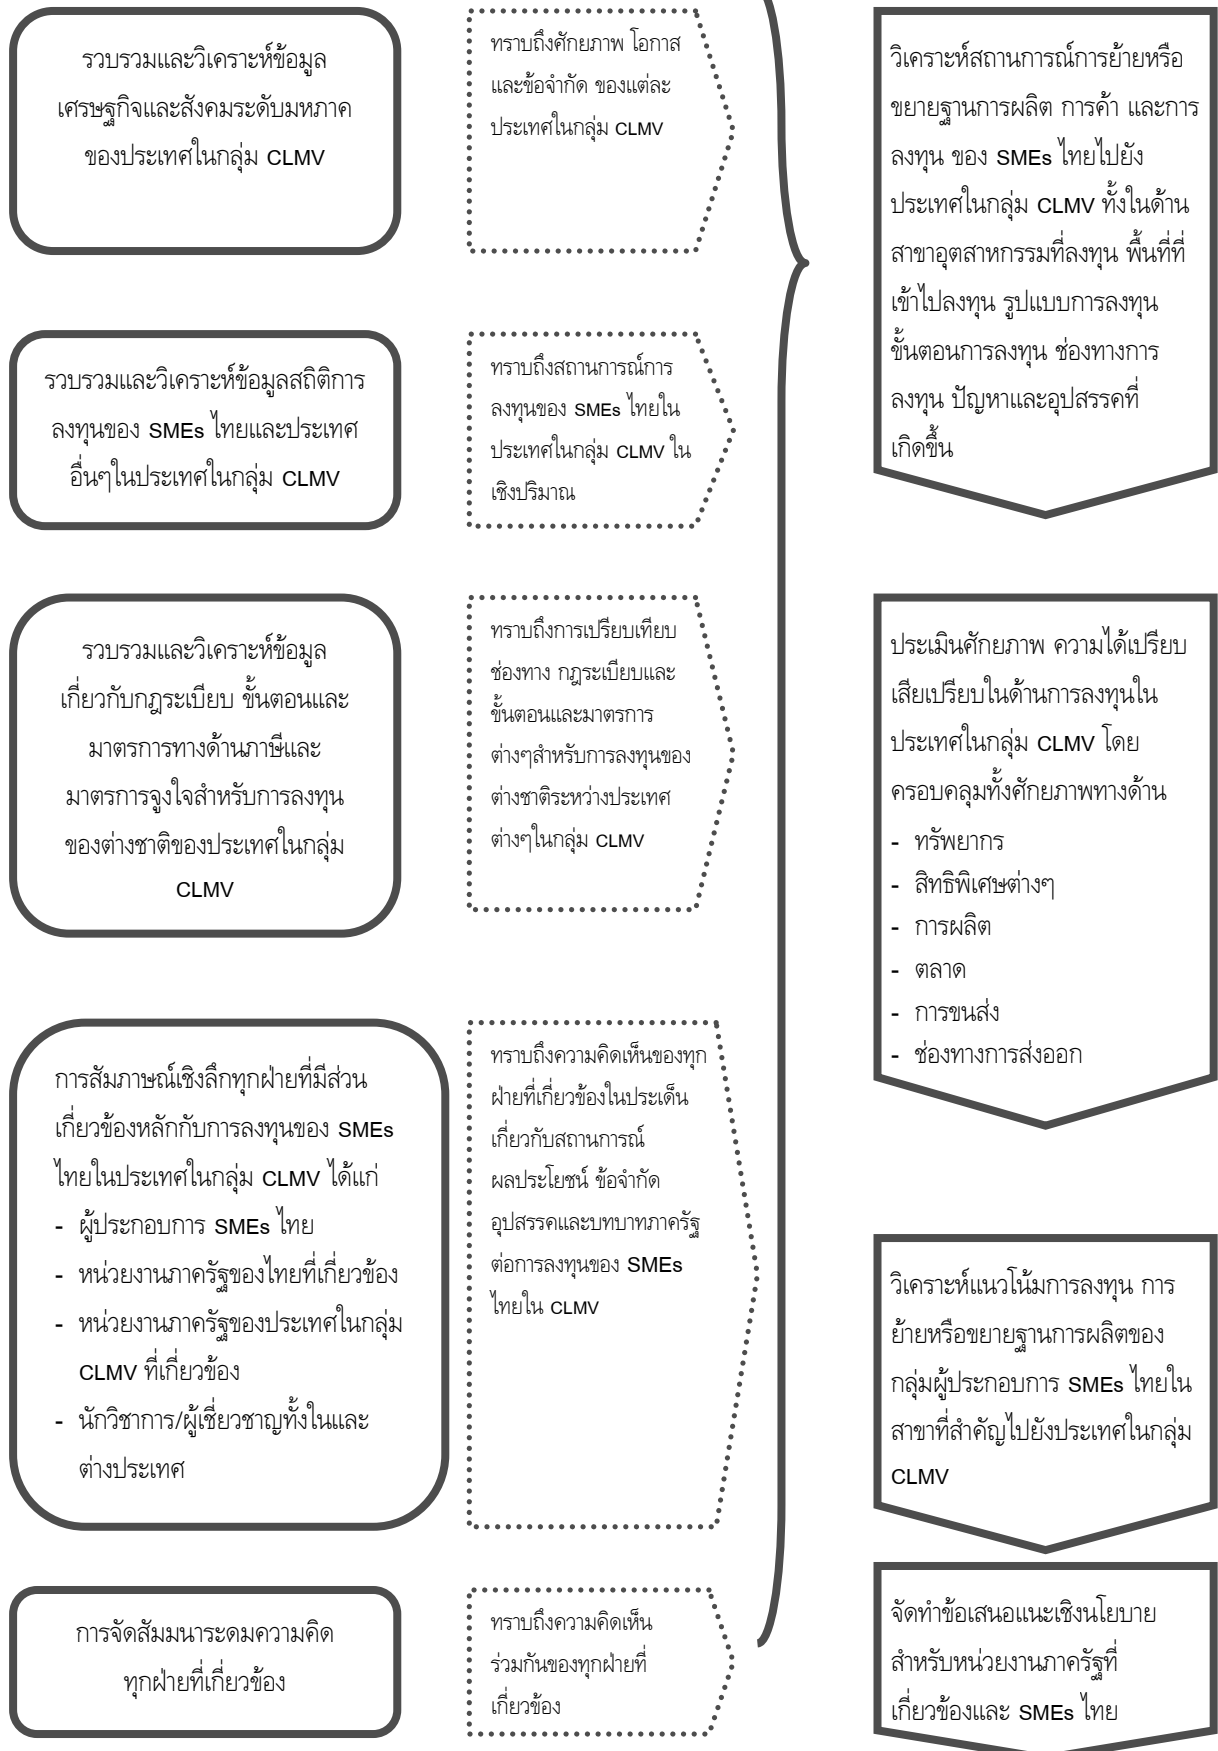 รวบรวมและวิเคราะห์ข้อมูล
เศรษฐกิจและสังคมระดับมหภาค
ของประเทศในกลุ่ม CLMV
ทราบถึงศักยภาพ โอกาส
และข้อจำกัด ของแต่ละ
ประเทศในกลุ่ม CLMV
รวบรวมและวิเคราะห์ข้อมูลสถิติการ
ลงทุนของ SMEs ไทยและประเทศ
อื่นๆในประเทศในกลุ่ม CLMV
ทราบถึงสถานการณ์การ
ลงทุนของ SMEs ไทยใน
ประเทศในกลุ่ม CLMV ใน
เชิงปริมาณ
รวบรวมและวิเคราะห์ข้อมูล
เกี่ยวกับกฎระเบียบ ขั้นตอนและ
มาตรการทางด้านภาษีและ
มาตรการจูงใจสำหรับการลงทุน
ของต่างชาติของประเทศในกลุ่ม
CLMV
ทราบถึงการเปรียบเทียบ
ช่องทาง กฎระเบียบและ
ขั้นตอนและมาตรการ
ต่างๆสำหรับการลงทุนของ
ต่างชาติระหว่างประเทศ
ต่างๆในกลุ่ม CLMV
การสัมภาษณ์เชิงลึกทุกฝ่ายที่มีส่วน
เกี่ยวข้องหลักกับการลงทุนของ SMEs
ไทยในประเทศในกลุ่ม CLMV ได้แก่
- ผู้ประกอบการ SMEs ไทย
- หน่วยงานภาครัฐของไทยที่เกี่ยวข้อง
- หน่วยงานภาครัฐของประเทศในกลุ่ม
CLMV ที่เกี่ยวข้อง
- นักวิชาการ/ผู้เชี่ยวชาญทั้งในและ
ต่างประเทศ
ทราบถึงความคิดเห็นของทุก
ฝ่ายที่เกี่ยวข้องในประเด็น
เกี่ยวกับสถานการณ์
ผลประโยชน์ ข้อจำกัด
อุปสรรคและบทบาทภาครัฐ
ต่อการลงทุนของ SMEs
ไทยใน CLMV
การจัดสัมมนาระดมความคิด
ทุกฝ่ายที่เกี่ยวข้อง
ทราบถึงความคิดเห็น
ร่วมกันของทุกฝ่ายที่
เกี่ยวข้อง
วิเคราะห์สถานการณ์การย้ายหรือ
ขยายฐานการผลิต การค้า และการ
ลงทุน ของ SMEs ไทยไปยัง
ประเทศในกลุ่ม CLMV ทั้งในด้าน
สาขาอุตสาหกรรมที่ลงทุน พื้นที่ที่
เข้าไปลงทุน รูปแบบการลงทุน
ขั้นตอนการลงทุน ช่องทางการ
ลงทุน ปัญหาและอุปสรรคที่
เกิดขึ้น
ประเมินศักยภาพ ความได้เปรียบ
เสียเปรียบในด้านการลงทุนใน
ประเทศในกลุ่ม CLMV โดย
ครอบคลุมทั้งศักยภาพทางด้าน
- ทรัพยากร
- สิทธิพิเศษต่างๆ
- การผลิต
- ตลาด
- การขนส่ง
- ช่องทางการส่งออก
วิเคราะห์แนวโน้มการลงทุน การ
ย้ายหรือขยายฐานการผลิตของ
กลุ่มผู้ประกอบการ SMEs ไทยใน
สาขาที่สำคัญไปยังประเทศในกลุ่ม
CLMV
จัดทำข้อเสนอแนะเชิงนโยบาย
สำหรับหน่วยงานภาครัฐที่
เกี่ยวข้องและ SMEs ไทย